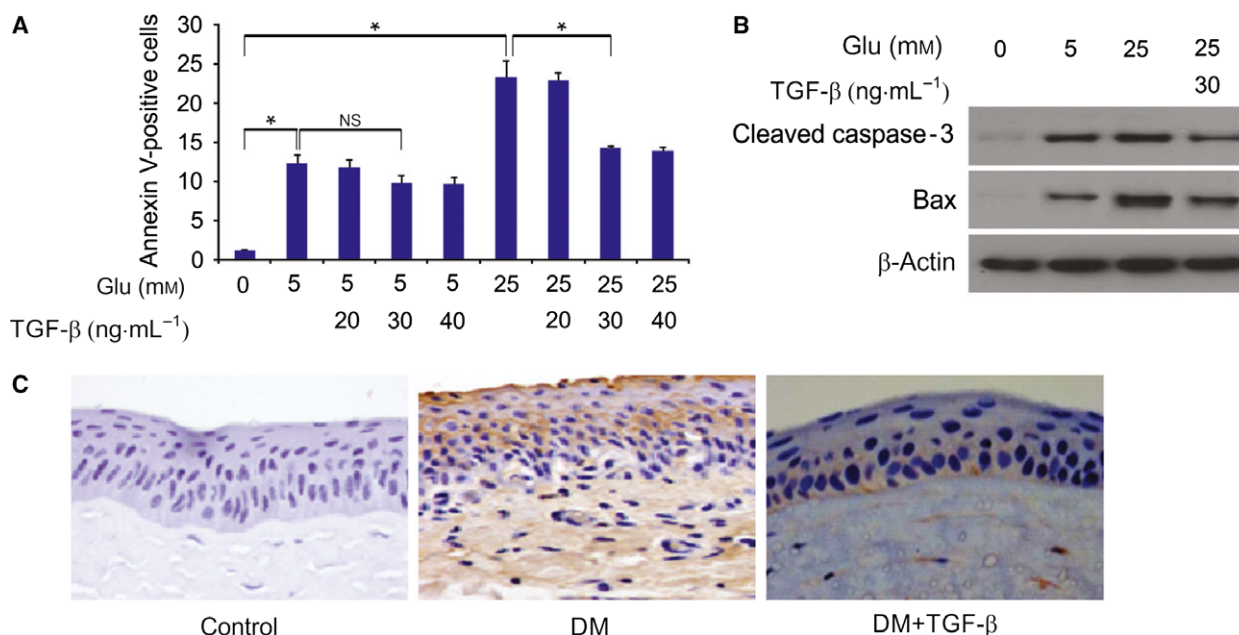 A
Annexin V-positive cells
30
25
20
15
10
5
0
*
*
*
NS
Glu (mM) 0 5 5 5 5 25 25 25 25
TGF-β (ng·mL⁻¹) 20 30 40 20 30 40
B
Glu (mM) 0 5 25 25
TGF-β (ng·mL⁻¹) 30
Cleaved caspase-3
Bax
β-Actin
C
Control DM DM+TGF-β